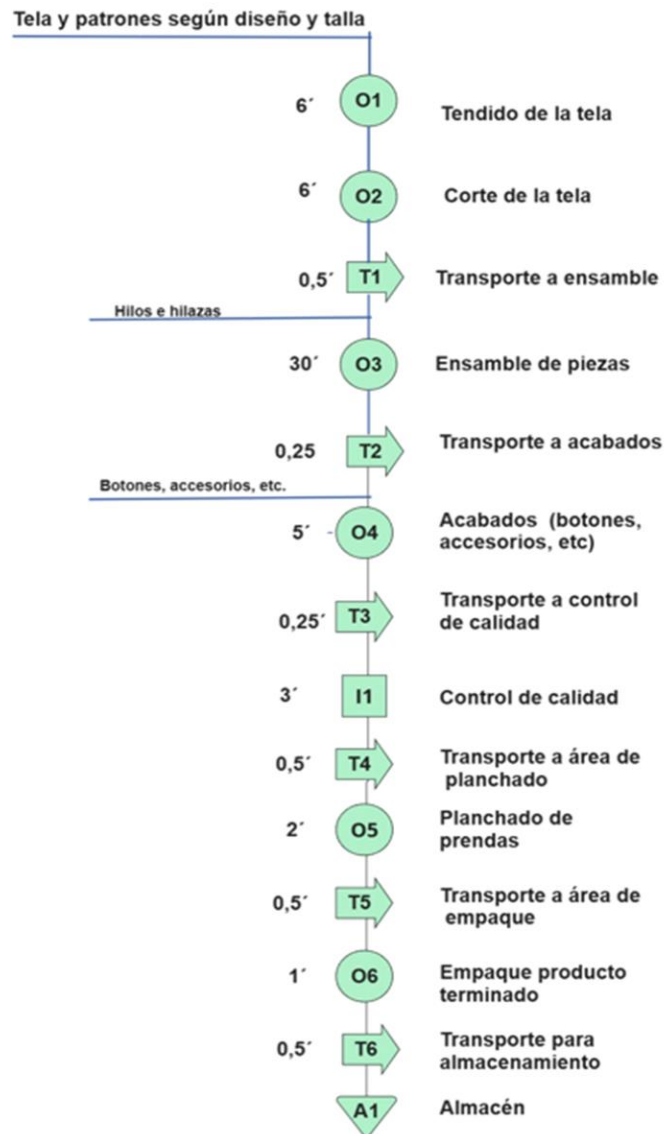 Tela y patrones según diseño y talla
6´ O1 Tendido de la tela
6´ O2 Corte de la tela
0,5´ T1 Transporte a ensamble
Hilos e hilazas
30´ O3 Ensamble de piezas
0,25 T2 Transporte a acabados
Botones, accesorios, etc.
5´ O4 Acabados (botones,
accesorios, etc)
0,25´ T3 Transporte a control
de calidad
3´ I1 Control de calidad
0,5´ T4 Transporte a área de
planchado
2´ O5 Planchado de
prendas
0,5´ T5 Transporte a área de
empaque
1´ O6 Empaque producto
terminado
0,5´ T6 Transporte para
almacenamiento
A1 Almacén